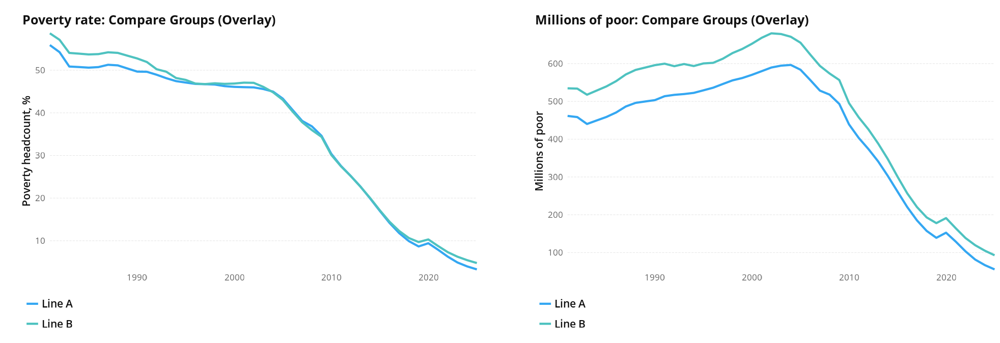 Poverty rate: Compare Groups (Overlay)
Poverty headcount, %
50
40
30
20
10
1990 2000 2010 2020
Line A
Line B
Millions of poor: Compare Groups (Overlay)
Millions of poor
600
500
400
300
200
100
1990 2000 2010 2020
Line A
Line B